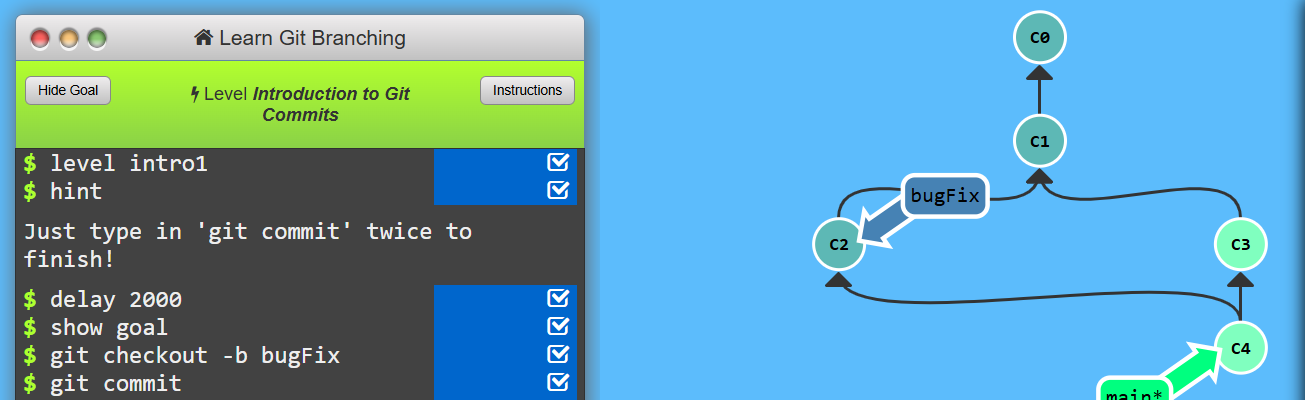 Learn Git Branching
Hide Goal
Level Introduction to Git
Commits
Instructions
$ level intro1
$ hint
Just type in 'git commit' twice to
finish!
$ delay 2000
$ show goal
$ git checkout -b bugFix
$ git commit
C0
C1
bugFix
C2
C3
C4
main*